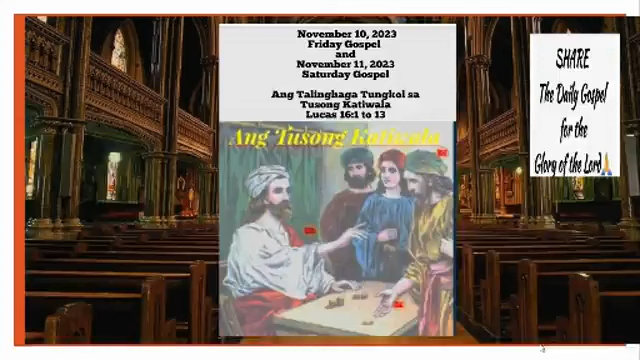 November 10, 2023
Friday Gospel
and
November 11, 2023
Saturday Gospel
Ang Talinghaga Tungkol sa
Tusong Katiwala
Lucas 16:1 to 13
Ang Tusong Katiwala
SHARE
The Daily Gospel
for the
Glory of the Lord🙏